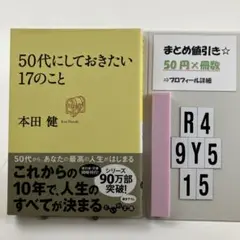 50代にしておきたい
17のこと
本田 健
Ken Honda
50代から、あなたの最高の人生がはじまる
これからの
10年で、人生の
すべてが決まる。
シリーズ
90万部
突破!
まとめ値引き☆
50円×冊数
プロフィール詳細
R4
9Y5
15